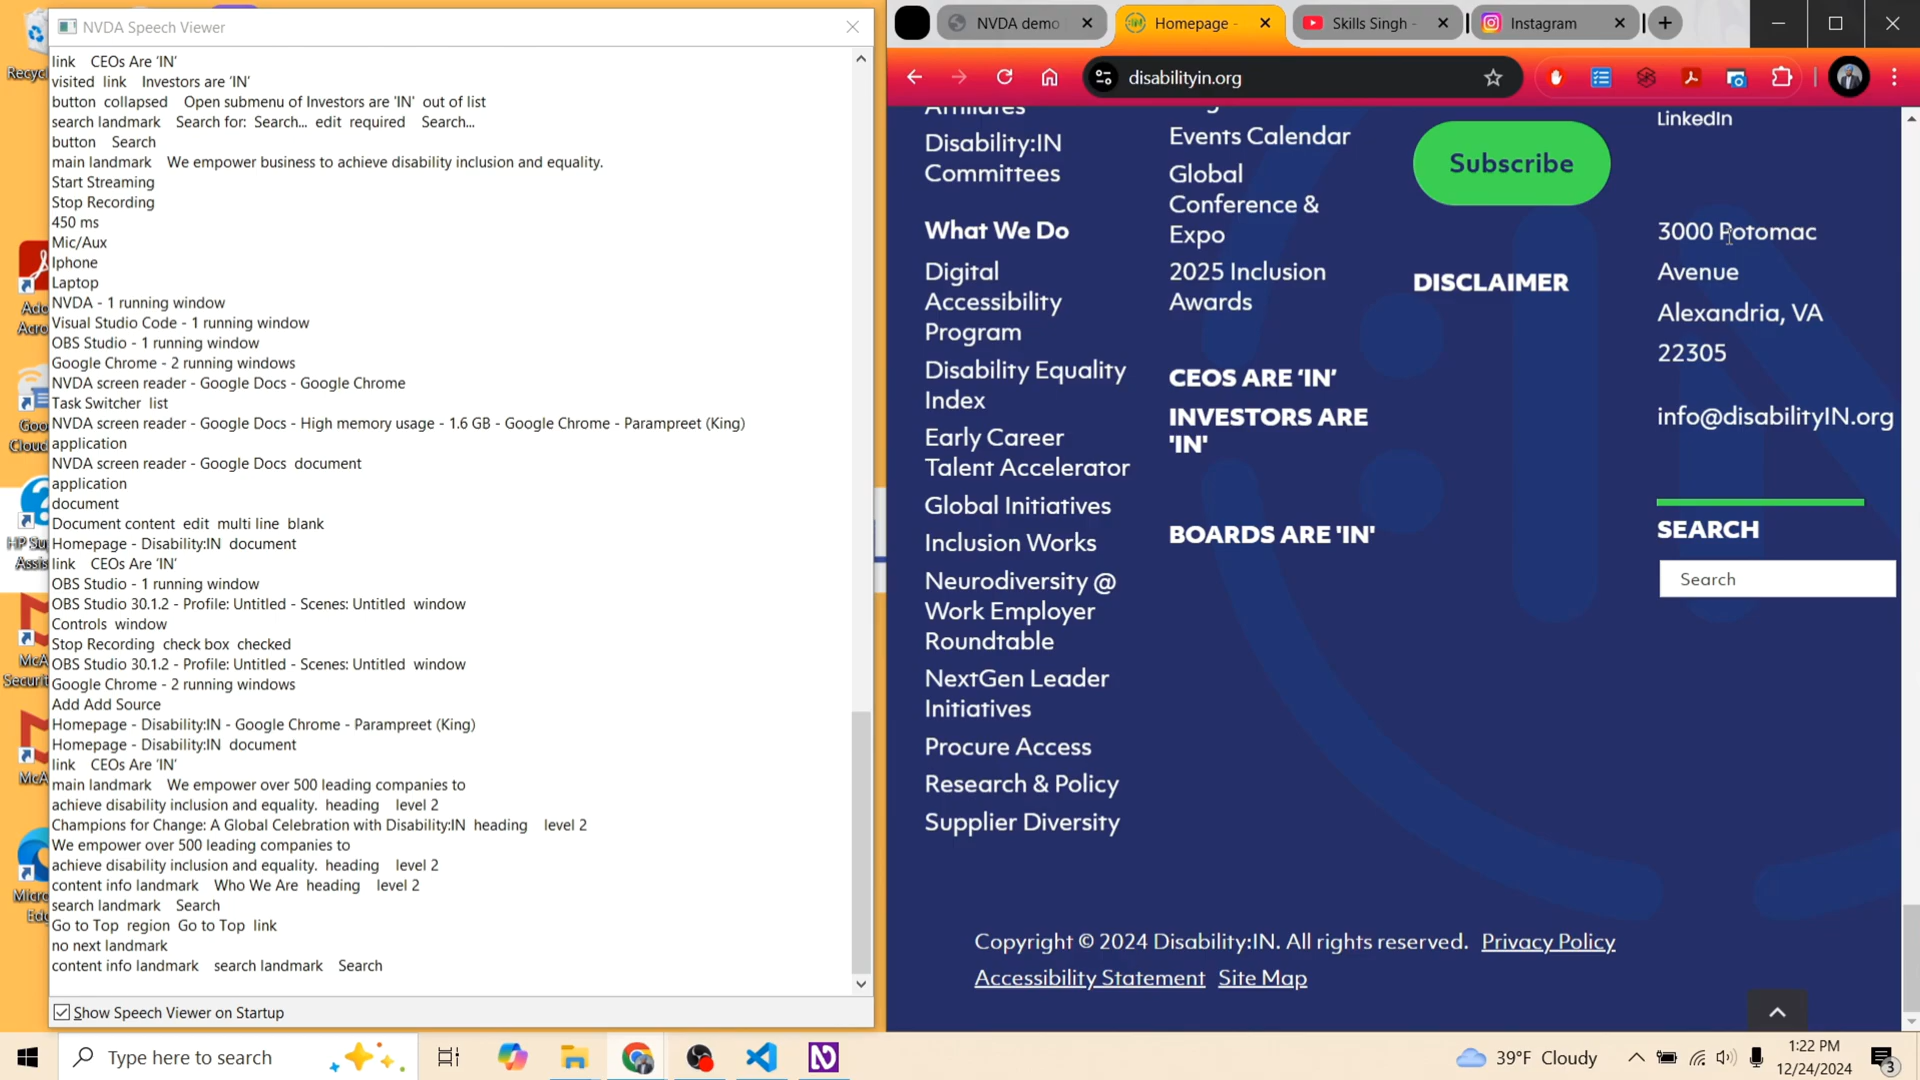 NVDA Speech Viewer
link CEOs Are 'IN'
visited link Investors are 'IN'
button collapsed Open submenu of Investors are 'IN' out of list
search landmark Search for: Search... edit required Search...
button Search
main landmark We empower business to achieve disability inclusion and equality.
Start Streaming
Stop Recording
450 ms
Mic/Aux
Iphone
Laptop
NVDA - 1 running window
Visual Studio Code - 1 running window
OBS Studio - 1 running window
Google Chrome - 2 running windows
NVDA screen reader - Google Docs - Google Chrome
Task Switcher list
NVDA screen reader - Google Docs - High memory usage - 1.6 GB - Google Chrome - Parampreet (King)
application
NVDA screen reader - Google Docs document
application
document
Document content edit multi line blank
Homepage - Disability:IN document
link CEOs Are 'IN'
OBS Studio - 1 running window
OBS Studio 30.1.2 - Profile: Untitled - Scenes: Untitled window
Controls window
Stop Recording check box checked
OBS Studio 30.1.2 - Profile: Untitled - Scenes: Untitled window
Google Chrome - 2 running windows
Add Add Source
Homepage - Disability:IN - Google Chrome - Parampreet (King)
Homepage - Disability:IN document
link CEOs Are 'IN'
main landmark We empower over 500 leading companies to
achieve disability inclusion and equality. heading level 2
Champions for Change: A Global Celebration with Disability:IN heading level 2
We empower over 500 leading companies to
achieve disability inclusion and equality. heading level 2
content info landmark Who We Are heading level 2
search landmark Search
Go to Top region Go to Top link
no next landmark
content info landmark search landmark Search
Show Speech Viewer on Startup
NVDA demo
Homepage -
Skills Singh -
Instagram
disabilityin.org
Affiliates
Disability:IN
Committees
What We Do
Digital
Accessibility
Program
Disability Equality
Index
Early Career
Talent Accelerator
Global Initiatives
Inclusion Works
Neurodiversity @
Work Employer
Roundtable
NextGen Leader
Initiatives
Procure Access
Research & Policy
Supplier Diversity
Events Calendar
Global
Conference &
Expo
2025 Inclusion
Awards
CEOS ARE ‘IN’
INVESTORS ARE
'IN'
BOARDS ARE 'IN'
Subscribe
DISCLAIMER
LinkedIn
3000 Potomac
Avenue
Alexandria, VA
22305
info@disabilityIN.org
SEARCH
Search
Copyright © 2024 Disability:IN. All rights reserved. Privacy Policy
Accessibility Statement Site Map
Type here to search
39°F Cloudy
1:22 PM
12/24/2024
3